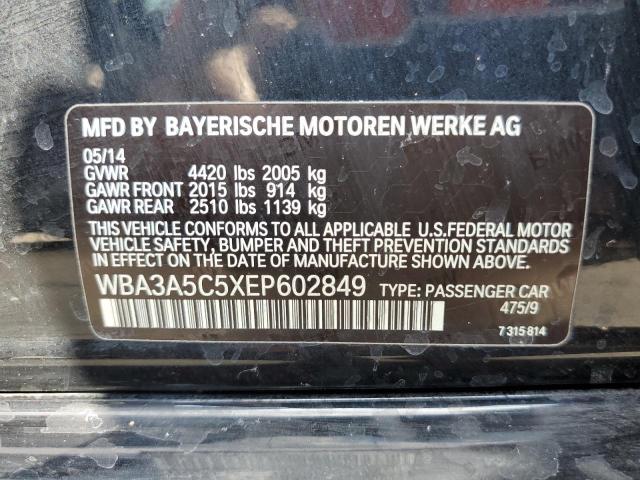 MFD BY BAYERISCHE MOTOREN WERKE AG
05/14
GVWR 4420 lbs 2005 kg
GAWR FRONT 2015 lbs 914 kg
GAWR REAR 2510 lbs 1139 kg
THIS VEHICLE CONFORMS TO ALL APPLICABLE U.S.FEDERAL MOTOR
VEHICLE SAFETY, BUMPER AND THEFT PREVENTION STANDARDS
IN EFFECT ON THE DATE OF MANUFACTURE SHOWN ABOVE.
WBA3A5C5XEP602849 TYPE: PASSENGER CAR
475/9
7 315 814